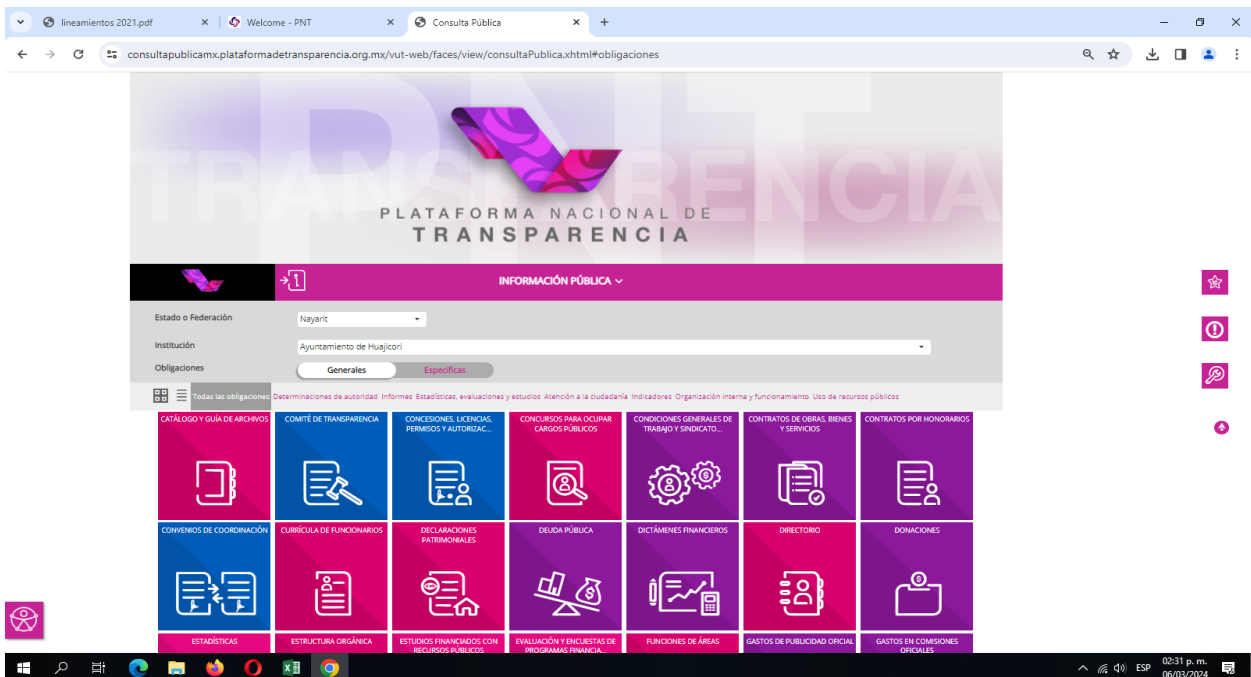 lineamientos 2021.pdf
Welcome - PNT
Consulta Pública
consultapublicamx.plataformadetransparencia.org.mx/vut-web/faces/view/consultaPublica.xhtml#obligaciones
PNT
TRANSPARENCIA
PLATAFORMA NACIONAL DE
TRANSPARENCIA
INFORMACIÓN PÚBLICA
Estado o Federación
Nayarit
Institución
Ayuntamiento de Huajicori
Obligaciones
Generales
Específicas
Todas las obligaciones Determinaciones de autoridad Informes Estadísticas, evaluaciones y estudios Atención a la ciudadanía Indicadores Organización interna y funcionamiento Uso de recursos públicos
CATÁLOGO Y GUÍA DE ARCHIVOS
COMITÉ DE TRANSPARENCIA
CONCESIONES, LICENCIAS,
PERMISOS Y AUTORIZAC...
CONCURSOS PARA OCUPAR
CARGOS PÚBLICOS
CONDICIONES GENERALES DE
TRABAJO Y SINDICATO...
CONTRATOS DE OBRAS, BIENES
Y SERVICIOS
CONTRATOS POR HONORARIOS
CONVENIOS DE COORDINACIÓN
CURRÍCULA DE FUNCIONARIOS
DECLARACIONES
PATRIMONIALES
DEUDA PÚBLICA
DICTÁMENES FINANCIEROS
DIRECTORIO
DONACIONES
ESTADÍSTICAS
ESTRUCTURA ORGÁNICA
ESTUDIOS FINANCIADOS CON
RECURSOS PÚBLICOS
EVALUACIÓN Y ENCUESTAS DE
PROGRAMAS FINANCIA...
FUNCIONES DE ÁREAS
GASTOS DE PUBLICIDAD OFICIAL
GASTOS EN COMISIONES
OFICIALES
ESP
02:31 p. m.
06/03/2024